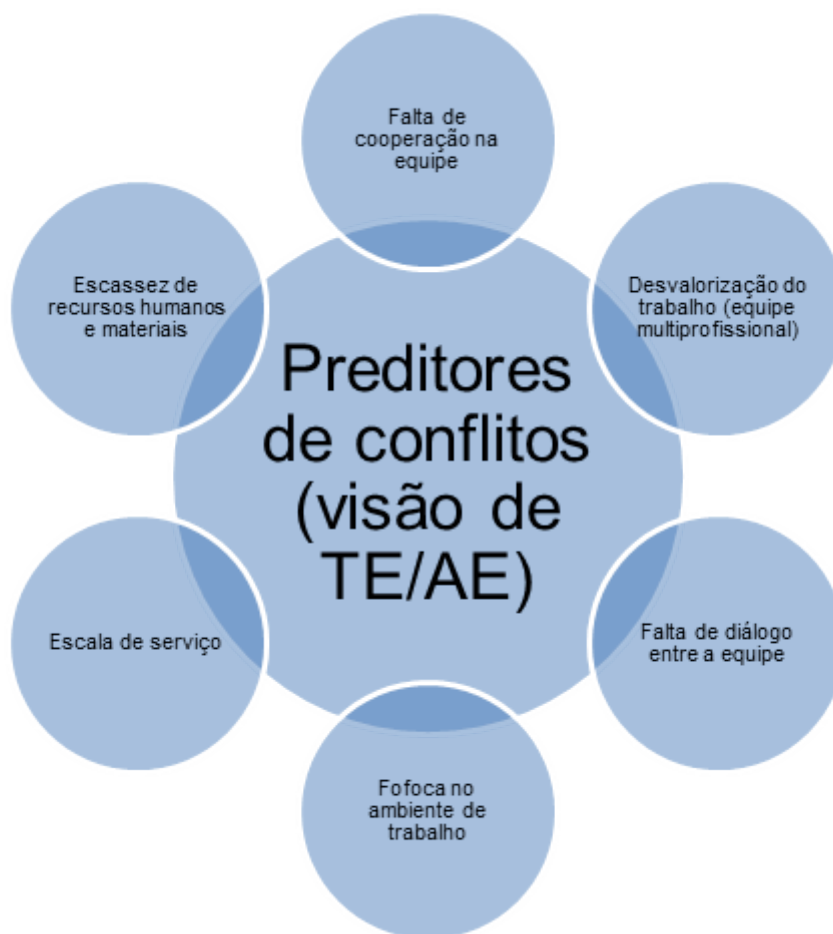 Falta de
cooperação na
equipe
Desvalorização do
trabalho (equipe
multiprofissional)
Falta de diálogo
entre a equipe
Fofoca no
ambiente de
trabalho
Escala de serviço
Escassez de
recursos humanos
e materiais
Preditores
de conflitos
(visão de
TE/AE)